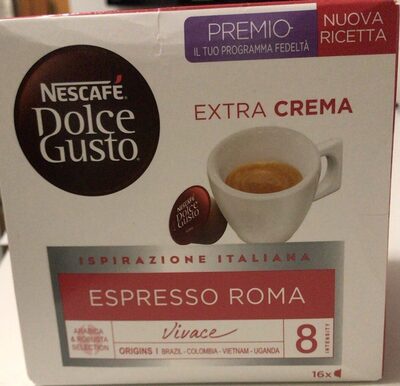 PREMIO
IL TUO PROGRAMMA FEDELTÀ
NUOVA
RICETTA
NESCAFÉ
Dolce
Gusto
EXTRA CREMA
NESCAFÉ
Dolce
Gusto
ISPIRAZIONE ITALIANA
ESPRESSO ROMA
ARABICA
& ROBUSTA
SELECTION
Vivace
ORIGINS | BRAZIL - COLOMBIA - VIETNAM - UGANDA
8
INTENSITY
16x